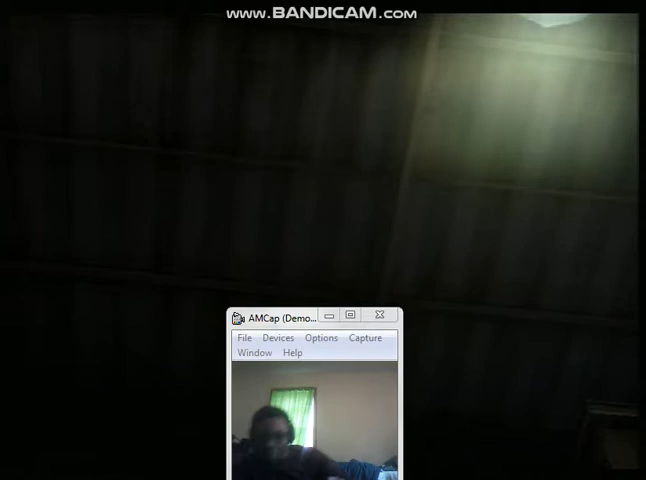 WWW.BANDICAM.COM
AMCap (Demo...
File Devices Options Capture
Window Help